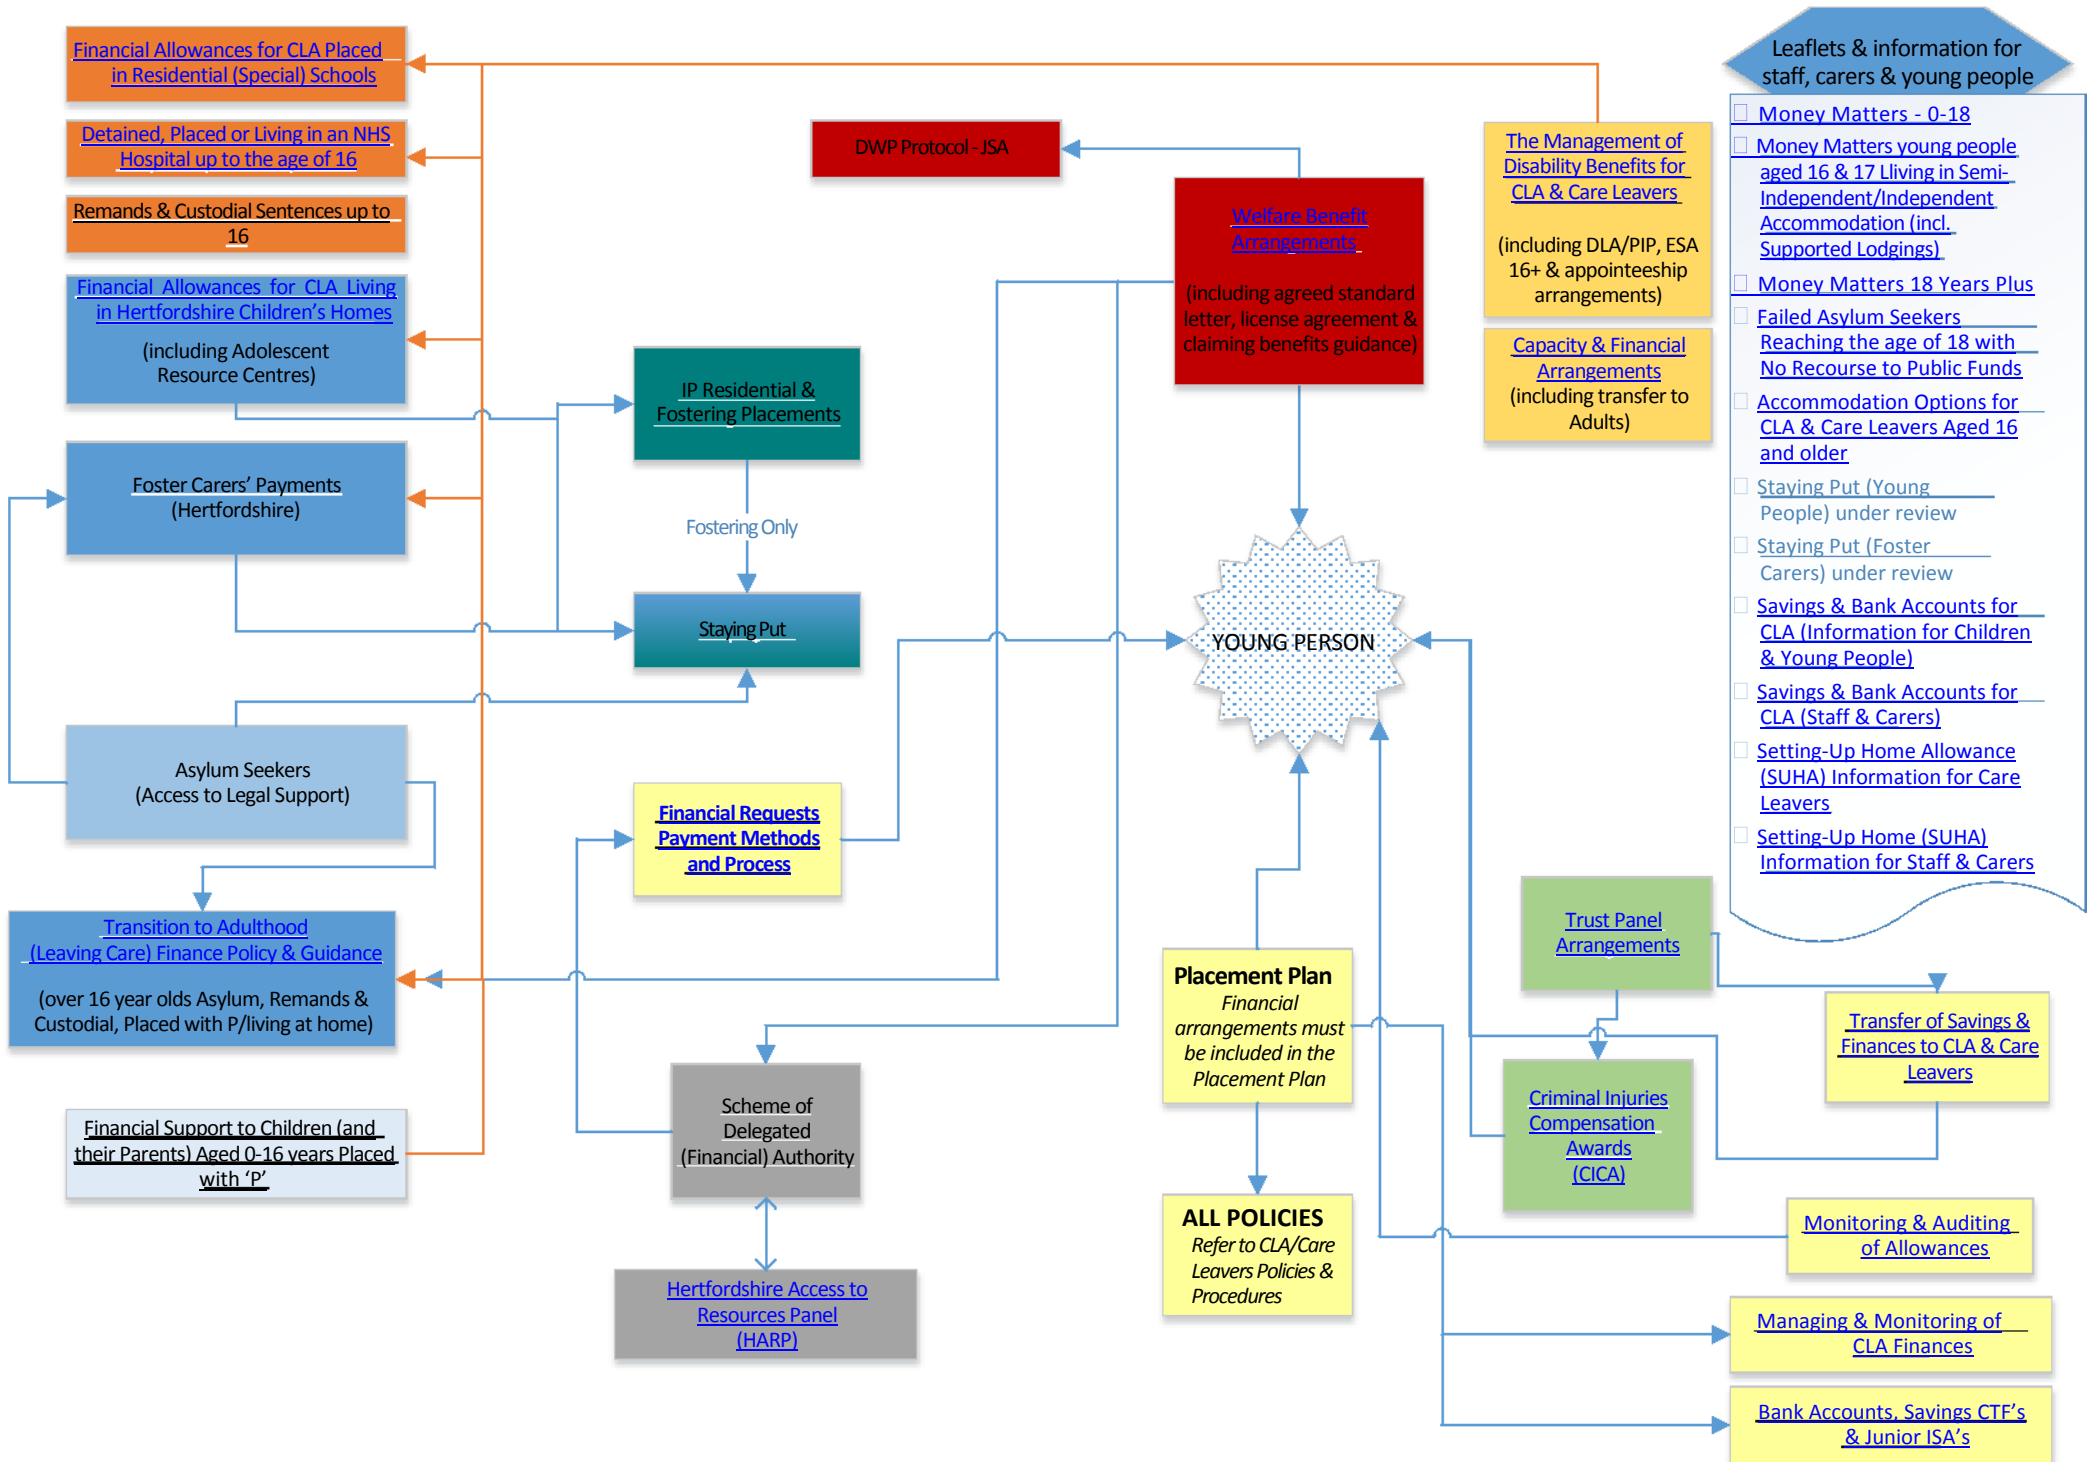 Financial Allowances for CLA Placed
in Residential (Special) Schools
Detained, Placed or Living in an NHS
Hospital up to the age of 16
Remands & Custodial Sentences up to
16
Financial Allowances for CLA Living
in Hertfordshire Children's Homes
(including Adolescent
Resource Centres)
Foster Carers' Payments
(Hertfordshire)
Asylum Seekers
(Access to Legal Support)
Transition to Adulthood
(Leaving Care) Finance Policy & Guidance
(over 16 year olds Asylum, Remands &
Custodial, Placed with P/living at home)
Financial Support to Children (and
their Parents) Aged 0-16 years Placed
with 'P'
DWP Protocol - JSA
IP Residential &
Fostering Placements
Fostering Only
Staying Put
Financial Requests
Payment Methods
and Process
Scheme of
Delegated
(Financial) Authority
Hertfordshire Access to
Resources Panel
(HARP)
Welfare Benefit
Arrangements
(including agreed standard
letter, license agreement &
claiming benefits guidance)
YOUNG PERSON
Placement Plan
Financial
arrangements must
be included in the
Placement Plan
ALL POLICIES
Refer to CLA/Care
Leavers Policies &
Procedures
The Management of
Disability Benefits for
CLA & Care Leavers
(including DLA/PIP, ESA
16+ & appointeeship
arrangements)
Capacity & Financial
Arrangements
(including transfer to
Adults)
Trust Panel
Arrangements
Criminal Injuries
Compensation
Awards
(CICA)
Transfer of Savings &
Finances to CLA & Care
Leavers
Monitoring & Auditing
of Allowances
Managing & Monitoring of
CLA Finances
Bank Accounts, Savings CTF's
& Junior ISA's
Leaflets & information for
staff, carers & young people
Money Matters - 0-18
Money Matters young people
aged 16 & 17 Lliving in Semi-
Independent/Independent
Accommodation (incl.
Supported Lodgings)
Money Matters 18 Years Plus
Failed Asylum Seekers
Reaching the age of 18 with
No Recourse to Public Funds
Accommodation Options for
CLA & Care Leavers Aged 16
and older
Staying Put (Young
People) under review
Staying Put (Foster
Carers) under review
Savings & Bank Accounts for
CLA (Information for Children
& Young People)
Savings & Bank Accounts for
CLA (Staff & Carers)
Setting-Up Home Allowance
(SUHA) Information for Care
Leavers
Setting-Up Home (SUHA)
Information for Staff & Carers